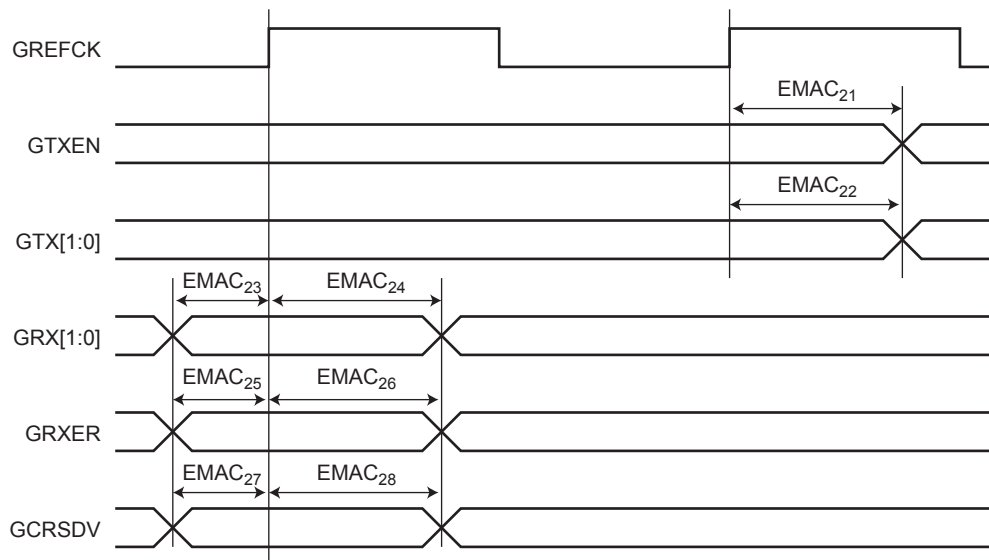 GREFCK
EMAC21
GTXEN
EMAC22
GTX[1:0]
EMAC23 EMAC24
GRX[1:0]
EMAC25 EMAC26
GRXER
EMAC27 EMAC28
GCRSDV